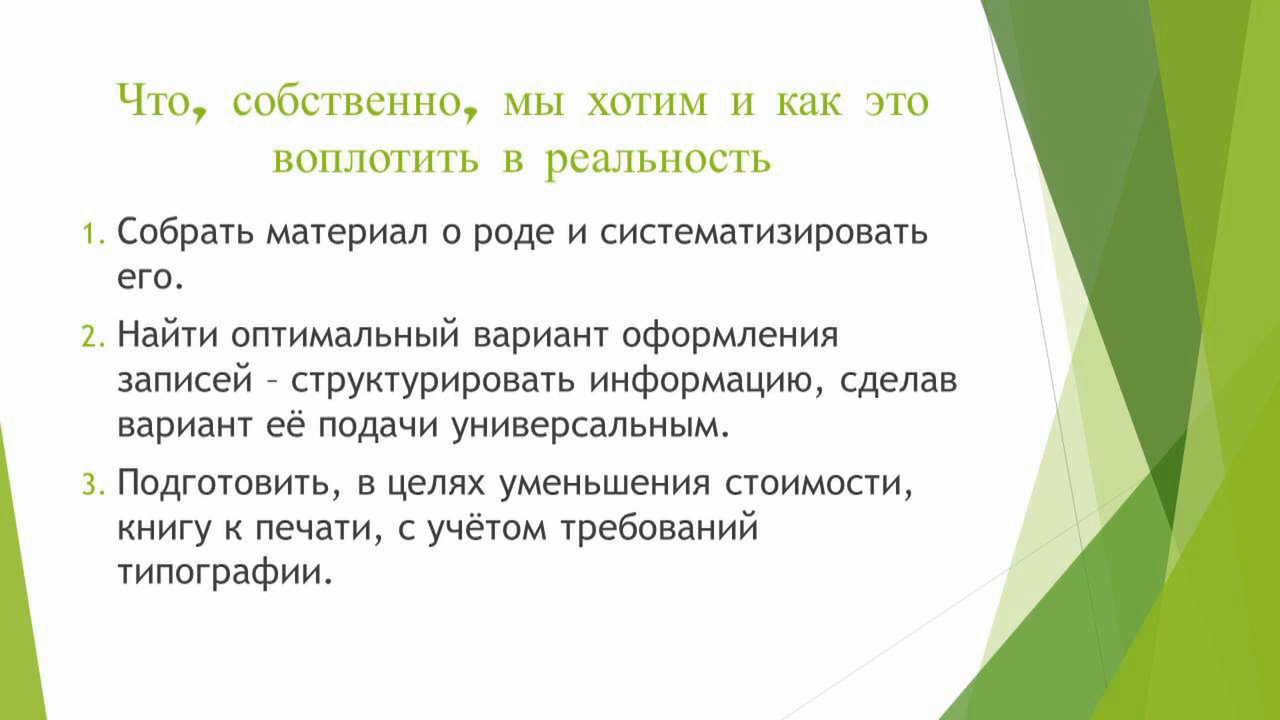 Что, собственно, мы хотим и как это
воплотить в реальность
1. Собрать материал о роде и систематизировать
его.
2. Найти оптимальный вариант оформления
записей – структурировать информацию, сделав
вариант её подачи универсальным.
3. Подготовить, в целях уменьшения стоимости,
книгу к печати, с учётом требований
типографии.